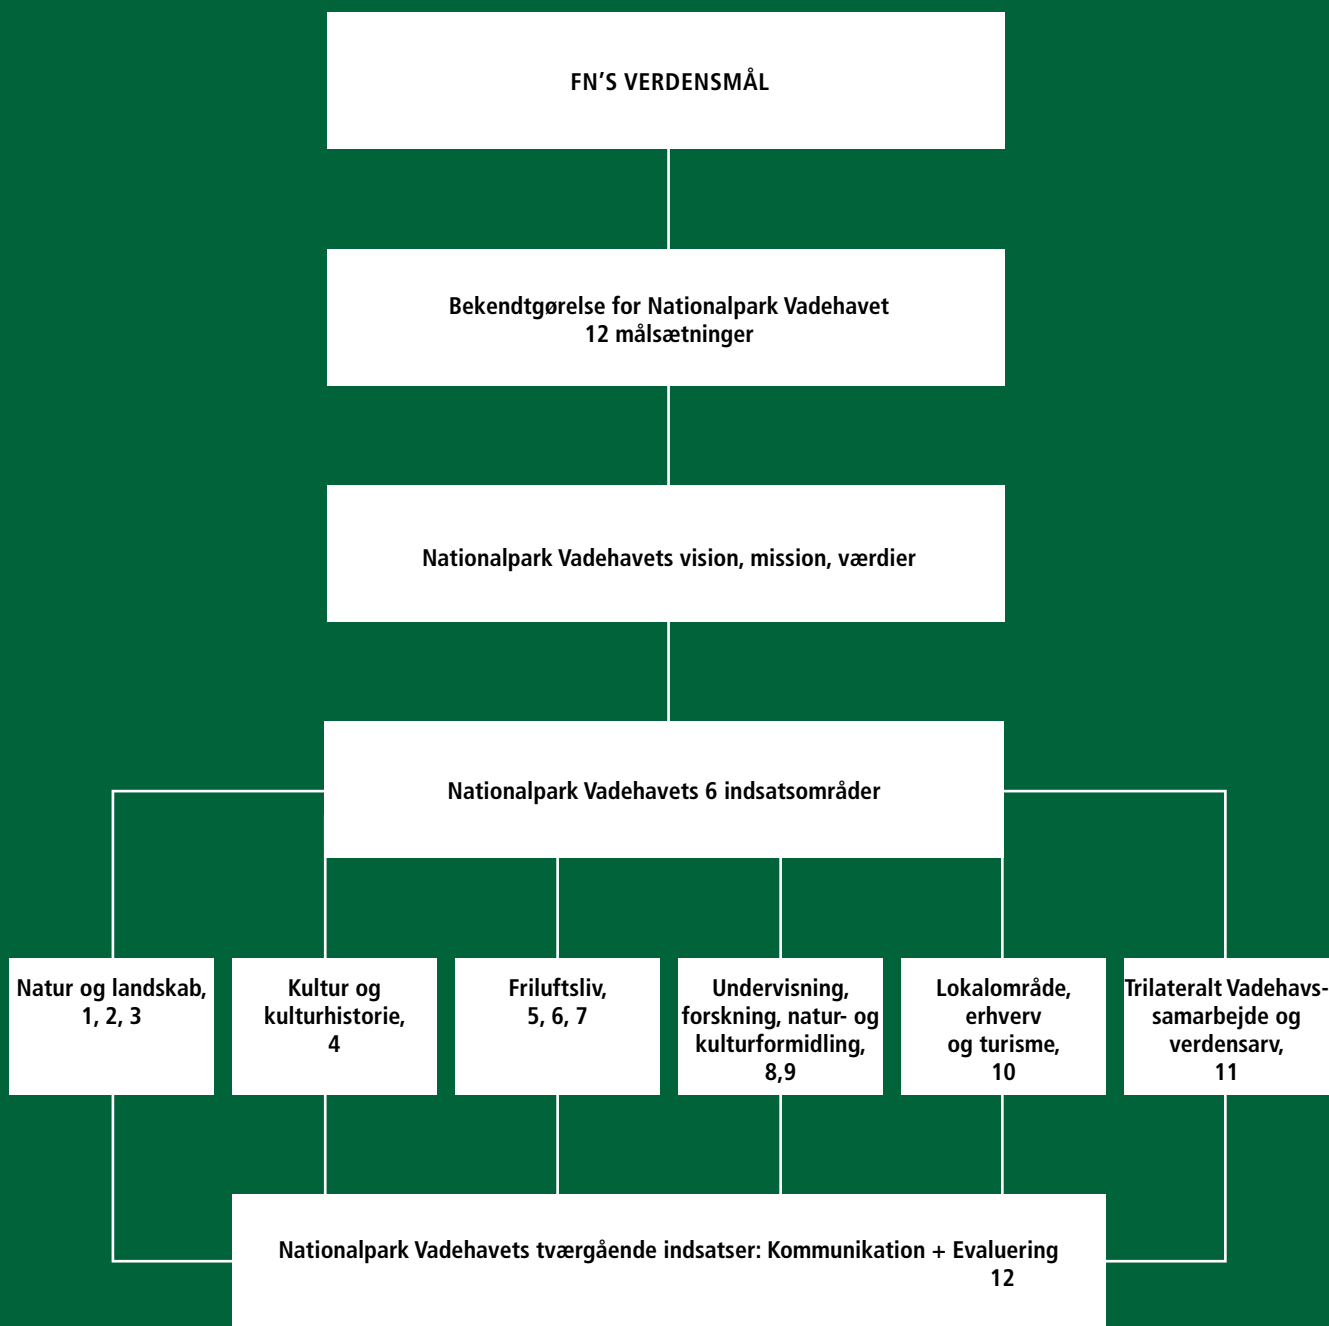 FN'S VERDENSMÅL
Bekendtgørelse for Nationalpark Vadehavet
12 målsætninger
Nationalpark Vadehavets vision, mission, værdier
Nationalpark Vadehavets 6 indsatsområder
Natur og landskab,
1, 2, 3
Kultur og
kulturhistorie,
4
Friluftsliv,
5, 6, 7
Undervisning,
forskning, natur- og
kulturformidling,
8,9
Lokalområde,
erhverv
og turisme,
10
Trilateralt Vadehavs-
samarbejde og
verdensarv,
11
Nationalpark Vadehavets tværgående indsatser: Kommunikation + Evaluering
12